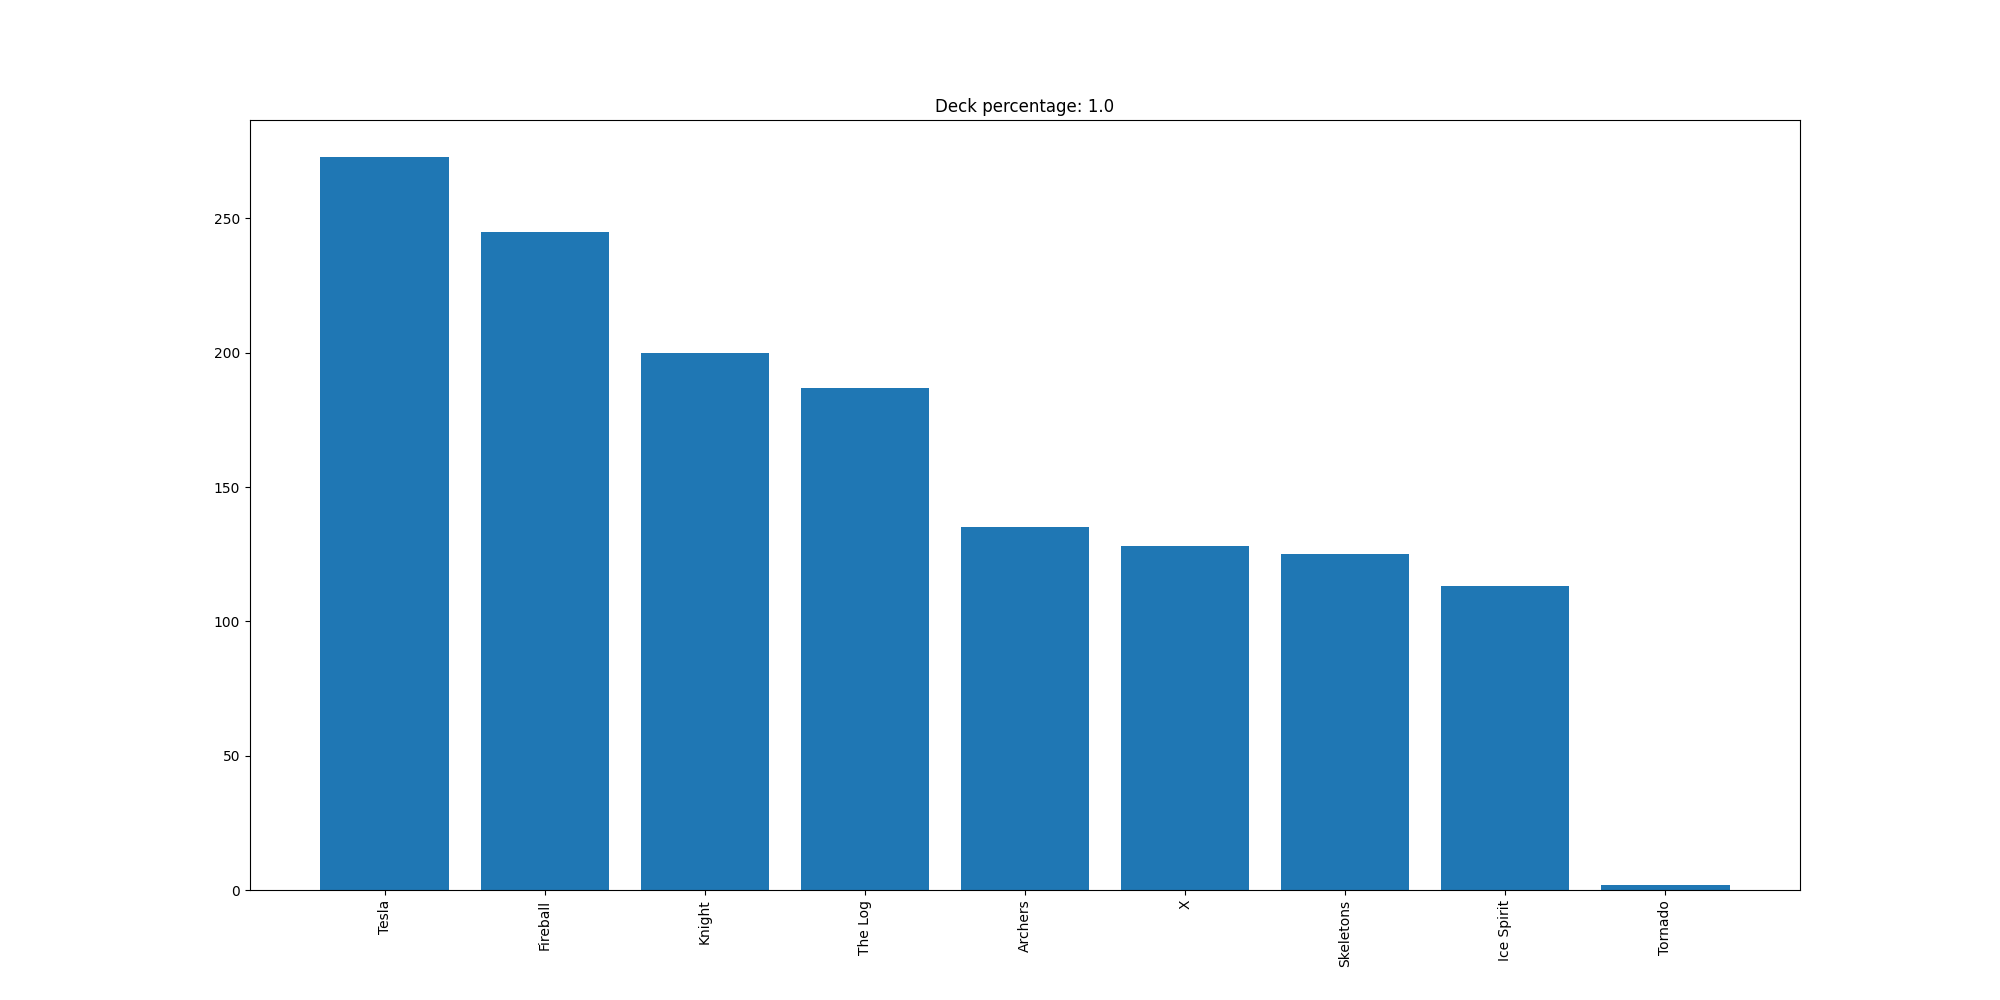 Deck percentage: 1.0
250
200
150
100
50
0
Tesla
Fireball
Knight
The Log
Archers
X
Skeletons
Ice Spirit
Tornado